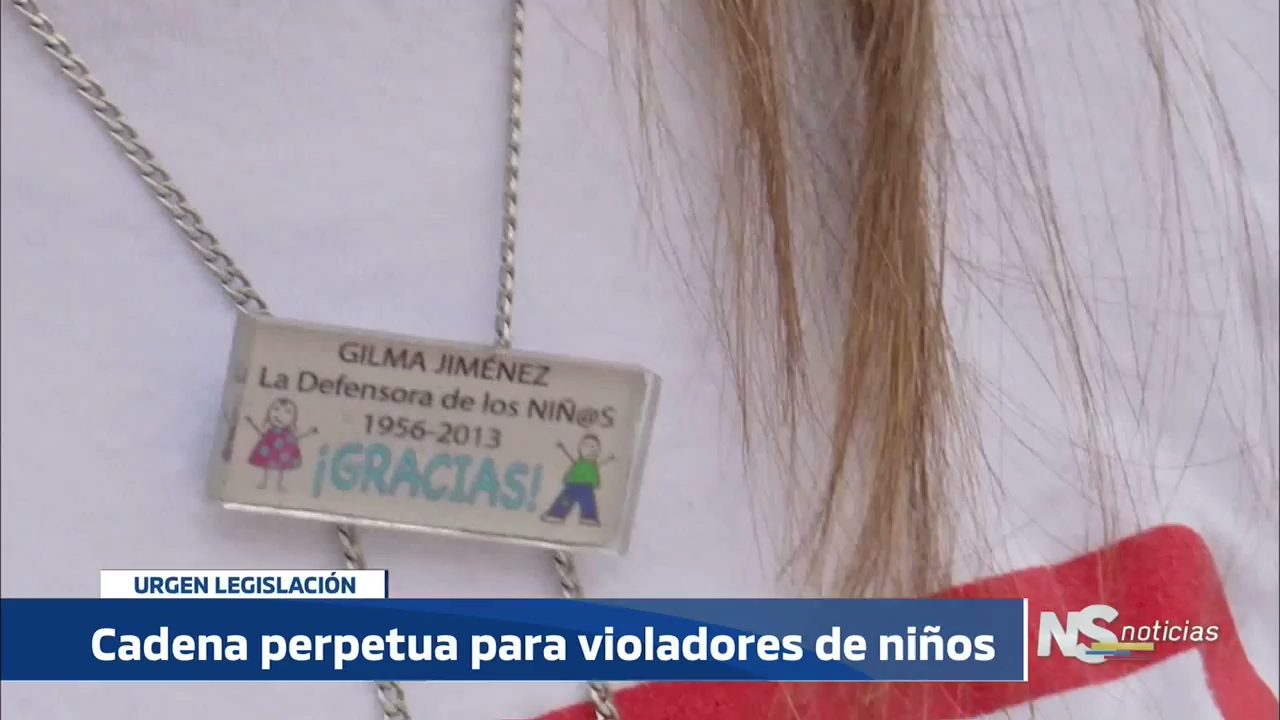 GILMA JIMÉNEZ
La Defensora de los NIÑ@S
1956-2013
¡GRACIAS!
URGEN LEGISLACIÓN
Cadena perpetua para violadores de niños
NS noticias